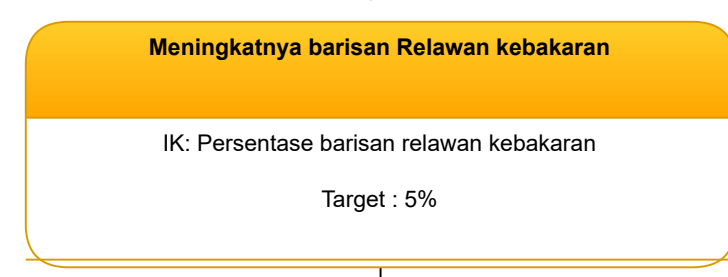 Meningkatnya barisan Relawan kebakaran
IK: Persentase barisan relawan kebakaran
Target : 5%